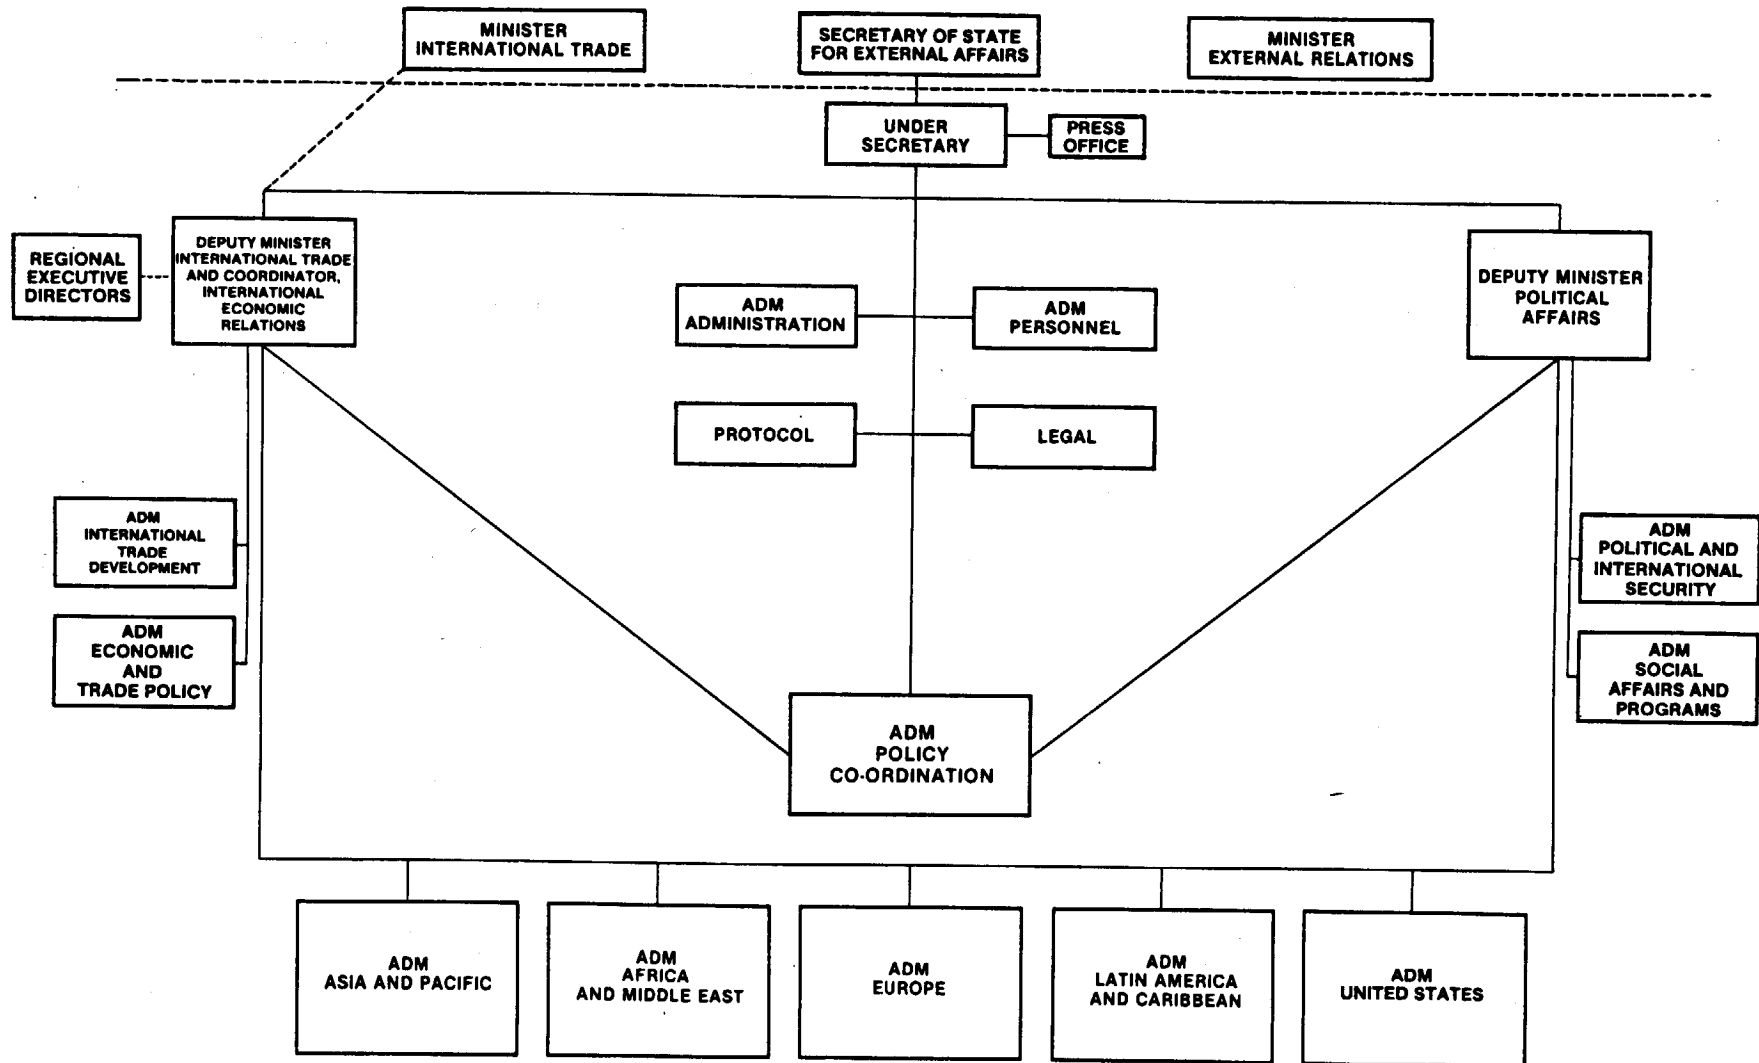 MINISTER
INTERNATIONAL TRADE
SECRETARY OF STATE
FOR EXTERNAL AFFAIRS
MINISTER
EXTERNAL RELATIONS
UNDER
SECRETARY
PRESS
OFFICE
REGIONAL
EXECUTIVE
DIRECTORS
DEPUTY MINISTER
INTERNATIONAL TRADE
AND COORDINATOR,
INTERNATIONAL
ECONOMIC
RELATIONS
DEPUTY MINISTER
POLITICAL
AFFAIRS
ADM
ADMINISTRATION
ADM
PERSONNEL
PROTOCOL
LEGAL
ADM
INTERNATIONAL
TRADE
DEVELOPMENT
ADM
POLITICAL AND
INTERNATIONAL
SECURITY
ADM
ECONOMIC
AND
TRADE POLICY
ADM
SOCIAL
AFFAIRS AND
PROGRAMS
ADM
POLICY
CO-ORDINATION
ADM
ASIA AND PACIFIC
ADM
AFRICA
AND MIDDLE EAST
ADM
EUROPE
ADM
LATIN AMERICA
AND CARIBBEAN
ADM
UNITED STATES